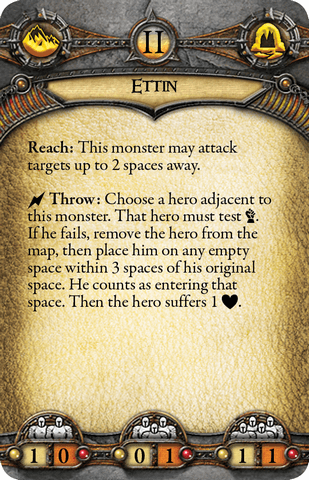 II
ETTIN
Reach: This monster may attack
targets up to 2 spaces away.
Throw: Choose a hero adjacent to
this monster. That hero must test
If he fails, remove the hero from the
map, then place him on any empty
space within 3 spaces of his original
space. He counts as entering that
space. Then the hero suffers 1 .
1 0 0 1 1 1